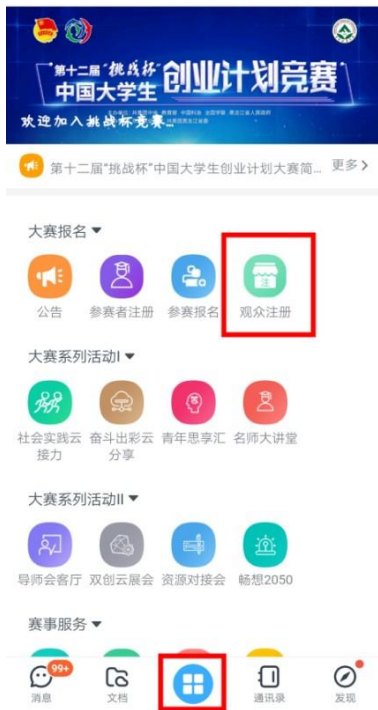 第十二届“挑战杯”
中国大学生创业计划竞赛
欢迎加入挑战杯竞赛...
第十二届“挑战杯”中国大学生创业计划大赛简... 更多>
大赛报名▼
公告 参赛者注册 参赛报名 观众注册
大赛系列活动I▼
社会实践云接力 奋斗出彩云分享 青年思享汇 名师大讲堂
大赛系列活动II▼
导师会客厅 双创云展会 资源对接会 畅想2050
赛事服务▼
99+
消息 文档 通讯录 发现